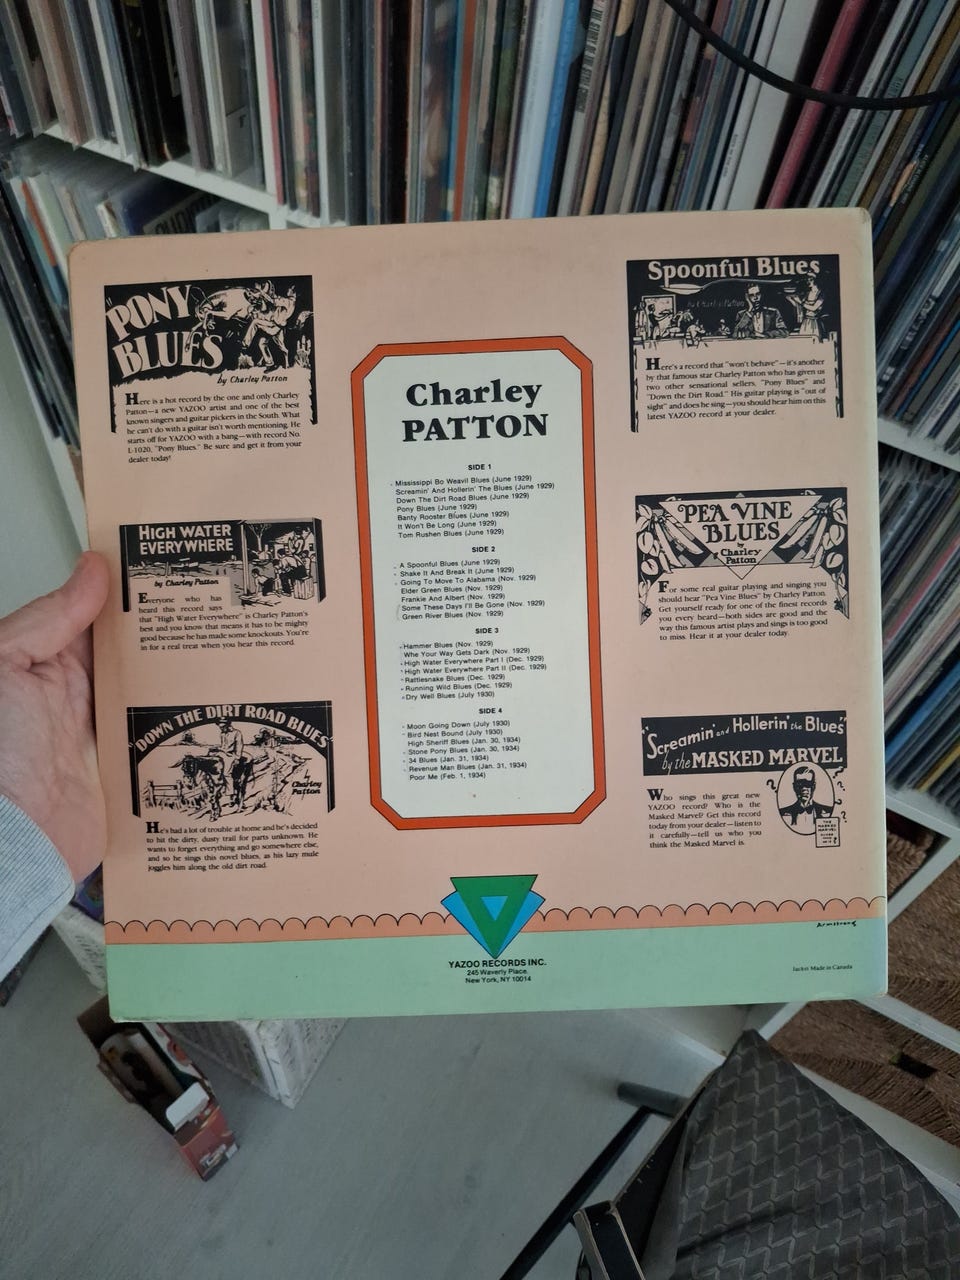 PONY
BLUES
by Charley Patton
Here is a hot record by the one and only Charley
Patton—a new YAZOO artist and one of the best
known singers and guitar pickers in the South. What
he can't do with a guitar isn't worth mentioning. He
starts off for YAZOO with a bang—with record No.
L-1020, "Pony Blues." Be sure and get it from your
dealer today!
HIGH WATER
EVERYWHERE
by Charley Patton
Everyone who has
heard this record says
that "High Water Everywhere" is Charley Patton's
best and you know that means it has to be mighty
good because he has made some knockouts. You're
in for a real treat when you hear this record.
"DOWN THE DIRT ROAD BLUES"
by
Charley
Patton
He's had a lot of trouble at home and he's decided
to hit the dirty, dusty trail for parts unknown. He
wants to forget everything and go somewhere else,
and so he sings this novel blues, as his lazy mule
joggles him along the old dirt road.
Charley
PATTON
SIDE 1
Mississippi Bo Weavil Blues (June 1929)
Screamin' And Hollerin' The Blues (June 1929)
Down The Dirt Road Blues (June 1929)
Pony Blues (June 1929)
Banty Rooster Blues (June 1929)
It Won't Be Long (June 1929)
Tom Rushen Blues (June 1929)
SIDE 2
A Spoonful Blues (June 1929)
Shake It And Break It (June 1929)
Going To Move To Alabama (Nov. 1929)
Elder Green Blues (Nov. 1929)
Frankie And Albert (Nov. 1929)
Some These Days I'll Be Gone (Nov. 1929)
Green River Blues (Nov. 1929)
SIDE 3
Hammer Blues (Nov. 1929)
Whe Your Way Gets Dark (Nov. 1929)
High Water Everywhere Part I (Dec. 1929)
High Water Everywhere Part II (Dec. 1929)
Rattlesnake Blues (Dec. 1929)
Running Wild Blues (Dec. 1929)
Dry Well Blues (July 1930)
SIDE 4
Moon Going Down (July 1930)
Bird Nest Bound (July 1930)
High Sheriff Blues (Jan. 30, 1934)
Stone Pony Blues (Jan. 30, 1934)
34 Blues (Jan. 31, 1934)
Revenue Man Blues (Jan. 31, 1934)
Poor Me (Feb. 1, 1934)
Spoonful Blues
by Charley Patton
Here's a record that "won't behave"—it's another
by that famous star Charley Patton who has given us
two other sensational sellers, "Pony Blues" and
"Down the Dirt Road." His guitar playing is "out of
sight" and does he sing—you should hear him on this
latest YAZOO record at your dealer.
PEA VINE
BLUES
by
Charley
Patton
For some real guitar playing and singing you
should hear "Pea Vine Blues" by Charley Patton.
Get yourself ready for one of the finest records
you every heard—both sides are good and the
way this famous artist plays and sings is too good
to miss. Hear it at your dealer today.
"Screamin' and Hollerin' the Blues"
by the MASKED MARVEL
Who sings this great new
YAZOO record? Who is the
Masked Marvel? Get this record
today from your dealer—listen to
it carefully—tell us who you
think the Masked Marvel is.
THE
MASKED
MARVEL
Armstrong
YAZOO RECORDS INC.
245 Waverly Place
New York, NY 10014
Jacket Made in Canada